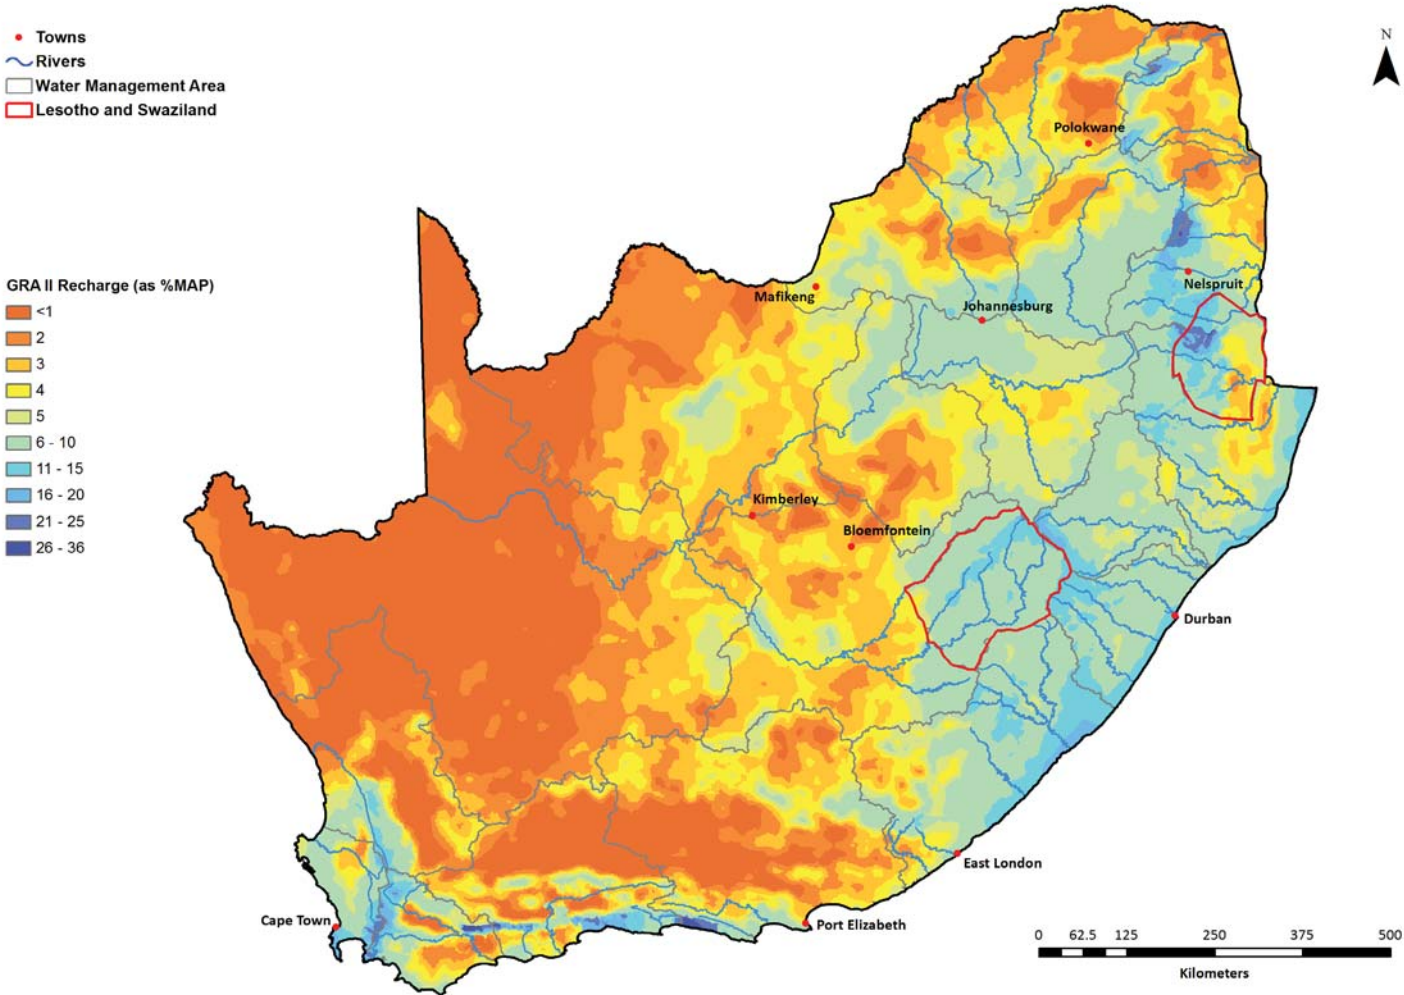 Towns
Rivers
Water Management Area
Lesotho and Swaziland
N
Polokwane
GRA II Recharge (as %MAP)
<1
2
3
4
5
6 - 10
11 - 15
16 - 20
21 - 25
26 - 36
Nelspruit
Mafikeng
Johannesburg
Kimberley
Bloemfontein
Durban
East London
Cape Town
Port Elizabeth
0 62.5 125 250 375 500
Kilometers